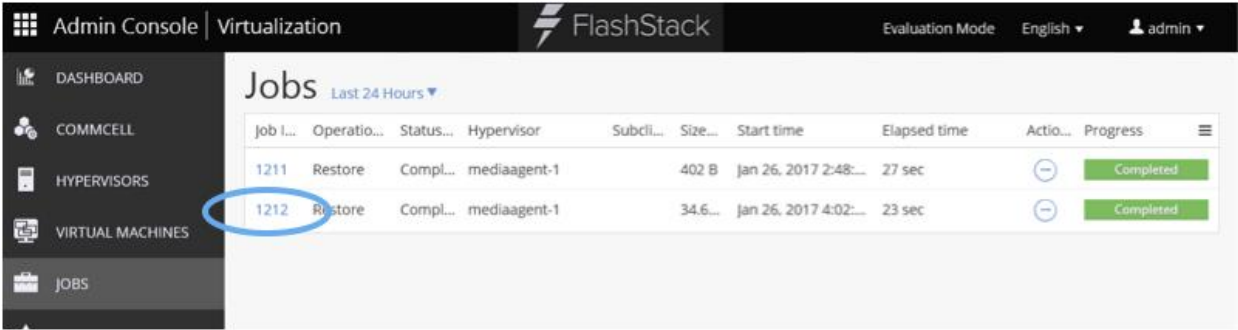 Admin Console | Virtualization
FlashStack
Evaluation Mode
English
admin
DASHBOARD
COMMCELL
HYPERVISORS
VIRTUAL MACHINES
JOBS
Jobs Last 24 Hours
Job I... Operatio... Status... Hypervisor Subcli... Size... Start time Elapsed time Actio... Progress
1211 Restore Compl... mediaagent-1 402 B Jan 26, 2017 2:48:... 27 sec Completed
1212 Restore Compl... mediaagent-1 34.6... Jan 26, 2017 4:02:... 23 sec Completed